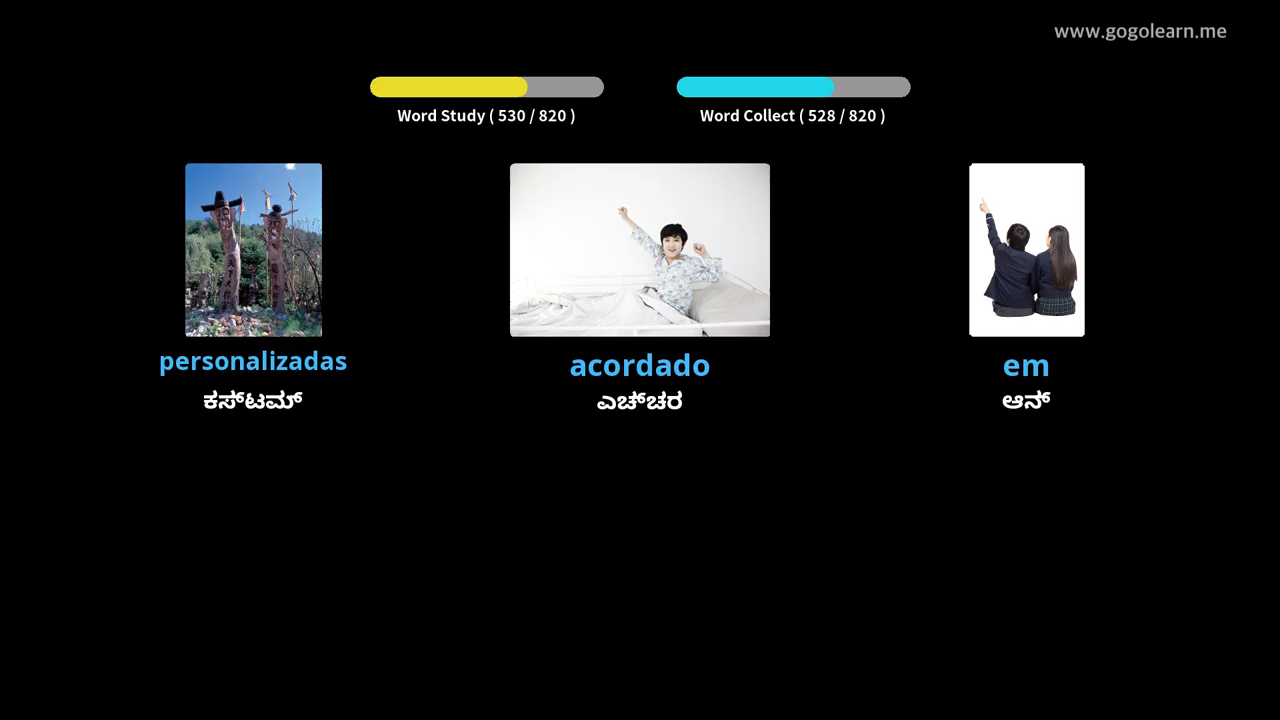 www.gogolearn.me
Word Study ( 530 / 820 )
Word Collect ( 528 / 820 )
personalizadas
ಕಸ್‌ಟಮ್
acordado
ಎಚ್‌ಚರ
em
ಆನ್